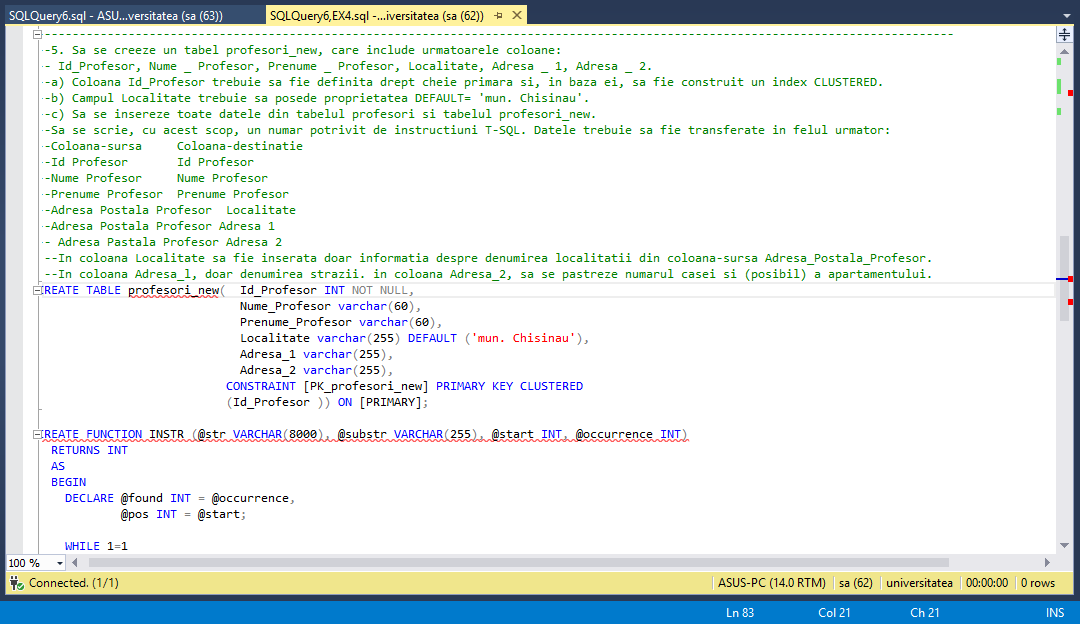 SQLQuery6.sql - ASU...versitatea (sa (63)) SQLQuery6,EX4.sql -...iversitatea (sa (62))
--------------------------------------------------------------------------------
-5. Sa se creeze un tabel profesori_new, care include urmatoarele coloane:
- Id_Profesor, Nume _ Profesor, Prenume _ Profesor, Localitate, Adresa _ 1, Adresa _ 2.
-a) Coloana Id_Profesor trebuie sa fie definita drept cheie primara si, in baza ei, sa fie construit un index CLUSTERED.
-b) Campul Localitate trebuie sa posede proprietatea DEFAULT= 'mun. Chisinau'.
-c) Sa se insereze toate datele din tabelul profesori si tabelul profesori_new.
-Sa se scrie, cu acest scop, un numar potrivit de instructiuni T-SQL. Datele trebuie sa fie transferate in felul urmator:
-Coloana-sursa Coloana-destinatie
-Id Profesor Id Profesor
-Nume Profesor Nume Profesor
-Prenume Profesor Prenume Profesor
-Adresa Postala Profesor Localitate
-Adresa Postala Profesor Adresa 1
- Adresa Pastala Profesor Adresa 2
--In coloana Localitate sa fie inserata doar informatia despre denumirea localitatii din coloana-sursa Adresa_Postala_Profesor.
--In coloana Adresa_l, doar denumirea strazii. in coloana Adresa_2, sa se pastreze numarul casei si (posibil) a apartamentului.
REATE TABLE profesori_new( Id_Profesor INT NOT NULL,
Nume_Profesor varchar(60),
Prenume_Profesor varchar(60),
Localitate varchar(255) DEFAULT ('mun. Chisinau'),
Adresa_1 varchar(255),
Adresa_2 varchar(255),
CONSTRAINT [PK_profesori_new] PRIMARY KEY CLUSTERED
(Id_Profesor )) ON [PRIMARY];
REATE FUNCTION INSTR (@str VARCHAR(8000), @substr VARCHAR(255), @start INT, @occurrence INT)
RETURNS INT
AS
BEGIN
DECLARE @found INT = @occurrence,
@pos INT = @start;
WHILE 1=1
100 %
Connected. (1/1) ASUS-PC (14.0 RTM) sa (62) universitatea 00:00:00 0 rows
Ln 83 Col 21 Ch 21 INS